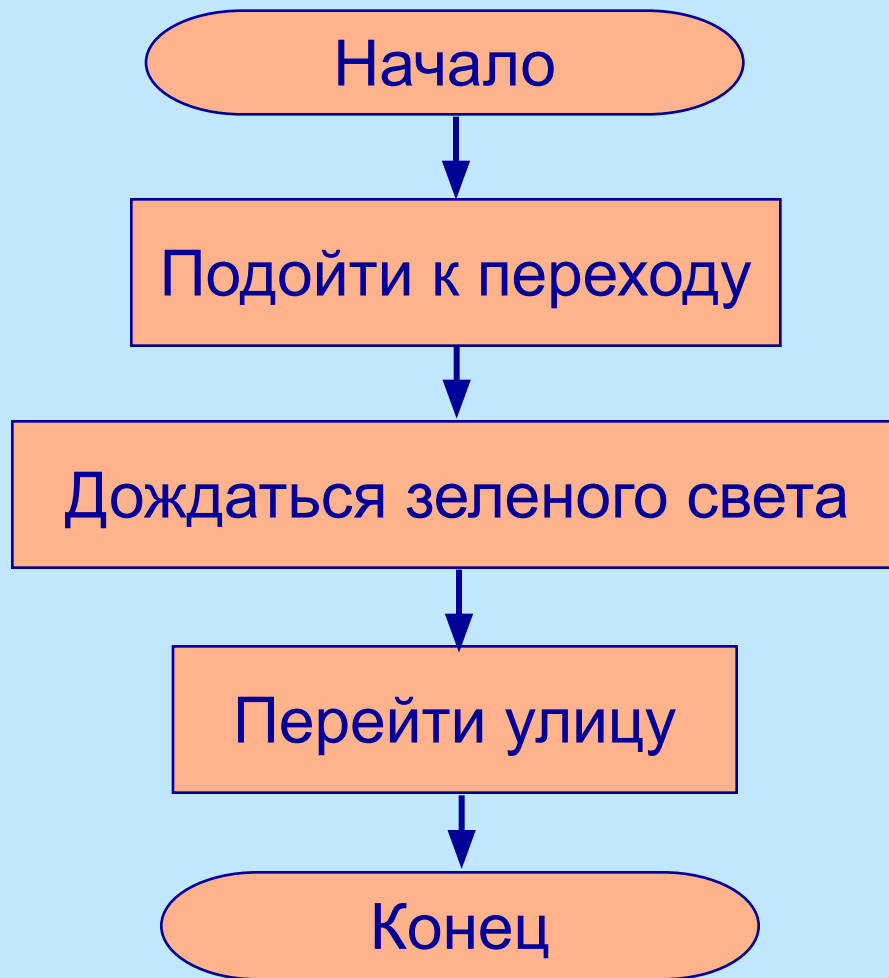 Начало
Подойти к переходу
Дождаться зеленого света
Перейти улицу
Конец